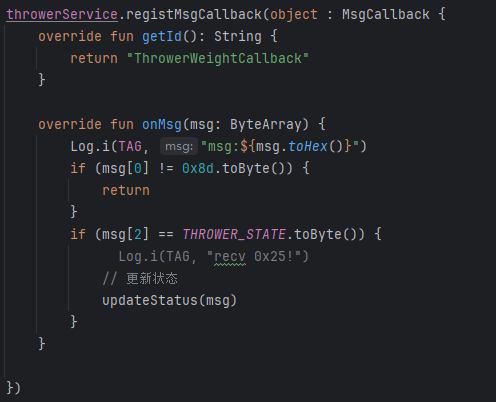 throwerService.registMsgCallback(object : MsgCallback {
override fun getId(): String {
return "ThrowerWeightCallback"
}
override fun onMsg(msg: ByteArray) {
Log.i(TAG, msg: "msg:${msg.toHex()}")
if (msg[0] != 0x8d.toByte()) {
return
}
if (msg[2] == THROWER_STATE.toByte()) {
Log.i(TAG, "recv 0x25!")
// 更新状态
updateStatus(msg)
}
}
})